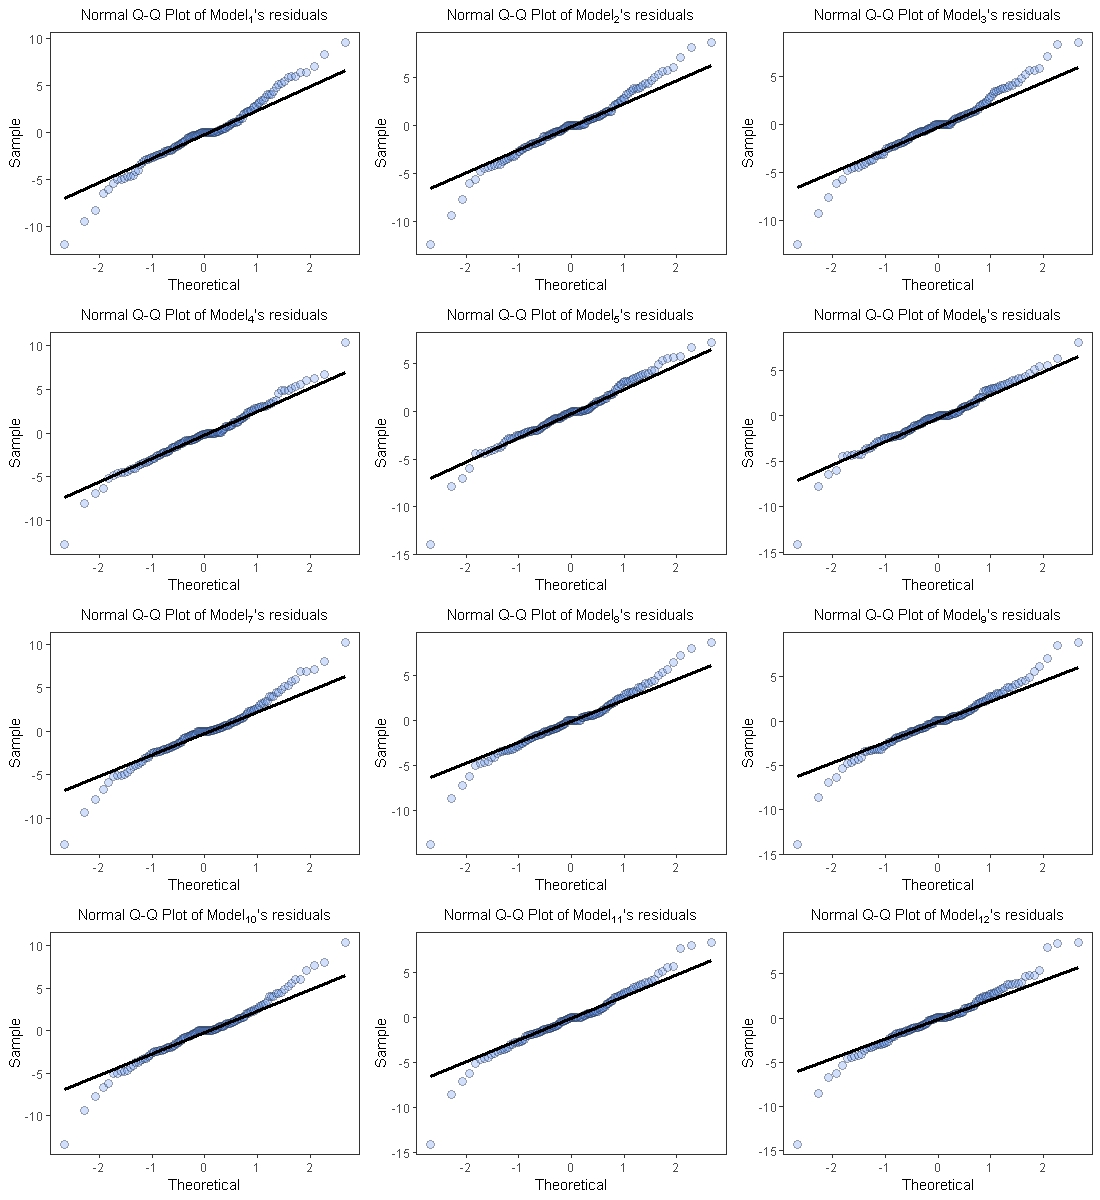 Normal Q-Q Plot of Model₁'s residuals
10
5
0
-5
-10
Sample
-2 -1 0 1 2
Theoretical
Normal Q-Q Plot of Model₂'s residuals
5
0
-5
-10
Sample
-2 -1 0 1 2
Theoretical
Normal Q-Q Plot of Model₃'s residuals
5
0
-5
-10
Sample
-2 -1 0 1 2
Theoretical
Normal Q-Q Plot of Model₄'s residuals
10
5
0
-5
-10
Sample
-2 -1 0 1 2
Theoretical
Normal Q-Q Plot of Model₅'s residuals
5
0
-5
-10
-15
Sample
-2 -1 0 1 2
Theoretical
Normal Q-Q Plot of Model₆'s residuals
5
0
-5
-10
-15
Sample
-2 -1 0 1 2
Theoretical
Normal Q-Q Plot of Model₇'s residuals
10
5
0
-5
-10
Sample
-2 -1 0 1 2
Theoretical
Normal Q-Q Plot of Model₈'s residuals
5
0
-5
-10
Sample
-2 -1 0 1 2
Theoretical
Normal Q-Q Plot of Model₉'s residuals
5
0
-5
-10
-15
Sample
-2 -1 0 1 2
Theoretical
Normal Q-Q Plot of Model₁₀'s residuals
10
5
0
-5
-10
Sample
-2 -1 0 1 2
Theoretical
Normal Q-Q Plot of Model₁₁'s residuals
5
0
-5
-10
-15
Sample
-2 -1 0 1 2
Theoretical
Normal Q-Q Plot of Model₁₂'s residuals
5
0
-5
-10
-15
Sample
-2 -1 0 1 2
Theoretical